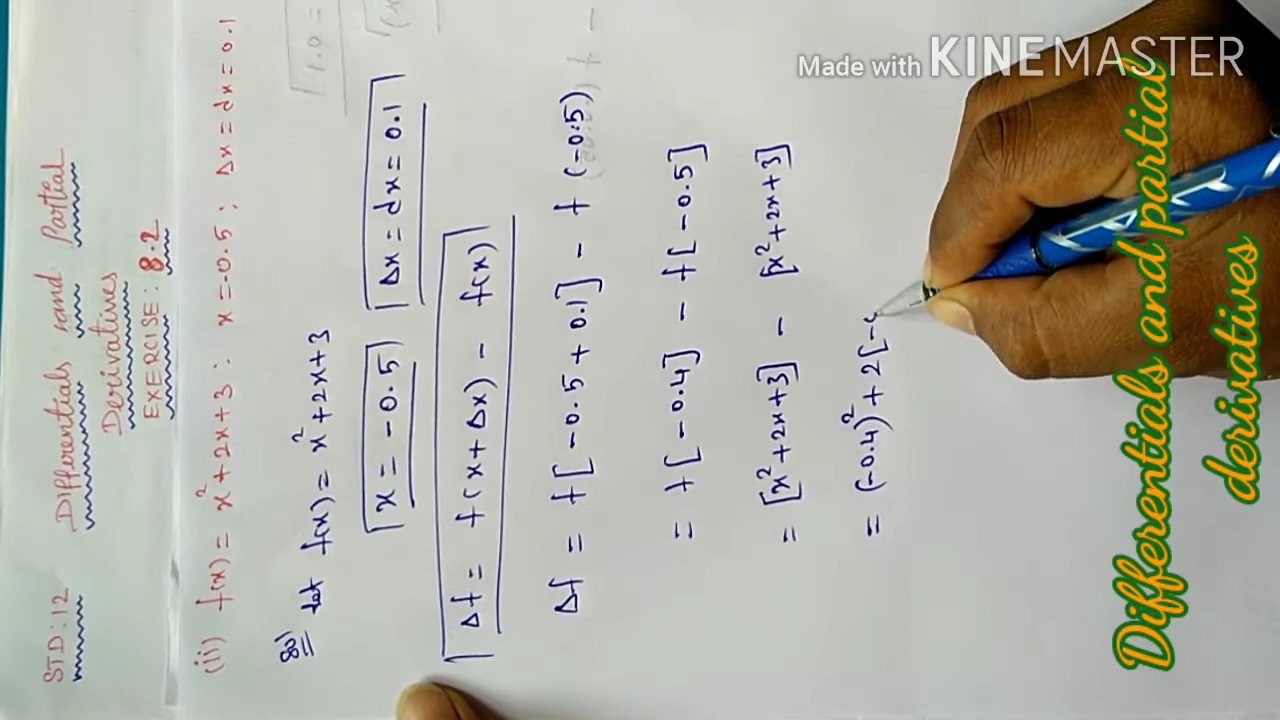 STD: 12 Differentials and Partial
Derivatives
EXERCISE: 8.2
(ii) f(x) = x² + 2x + 3 : x = -0.5 ; Δx = dx = 0.1
Sol let f(x) = x² + 2x + 3
x = -0.5 Δx = dx = 0.1
Δf = f(x + Δx) - f(x)
Δf = f[-0.5 + 0.1] - f(-0.5)
= f[-0.4] - f[-0.5]
= [x² + 2x + 3] - [x² + 2x + 3]
= (-0.4)² + 2[-
Made with KINEMASTER
Differentials and partial
derivatives